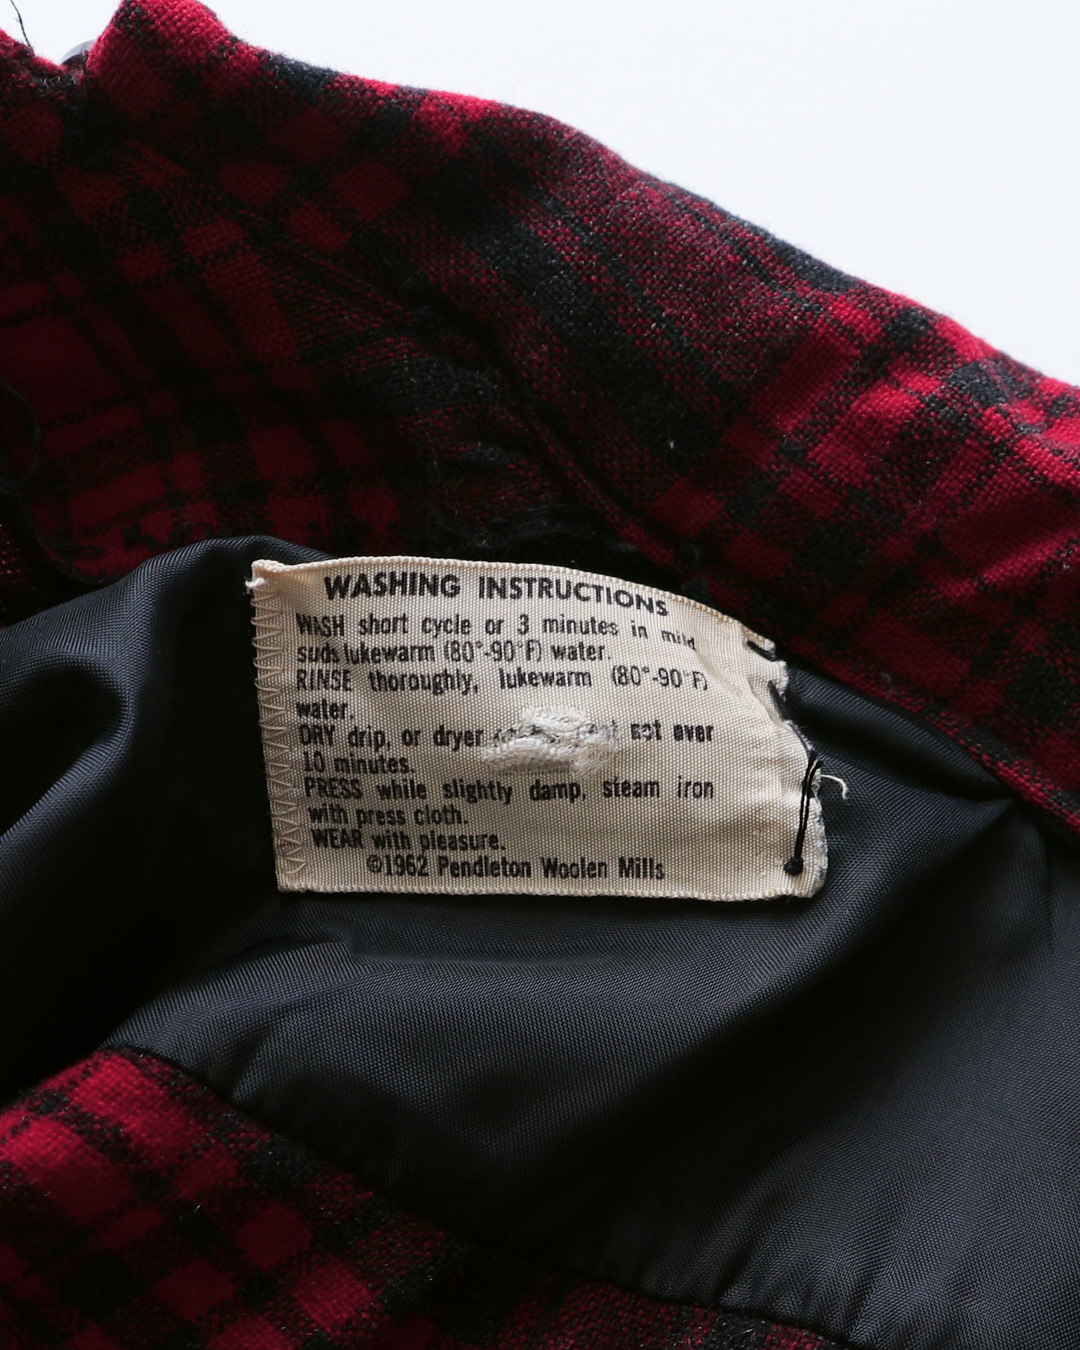 WASHING INSTRUCTIONS
WASH short cycle or 3 minutes in mild
suds lukewarm (80°-90°F) water.
RINSE thoroughly, lukewarm (80°-90°F)
water.
DRY drip, or dryer not over
10 minutes.
PRESS while slightly damp, steam iron
with press cloth.
WEAR with pleasure.
©1962 Pendleton Woolen Mills